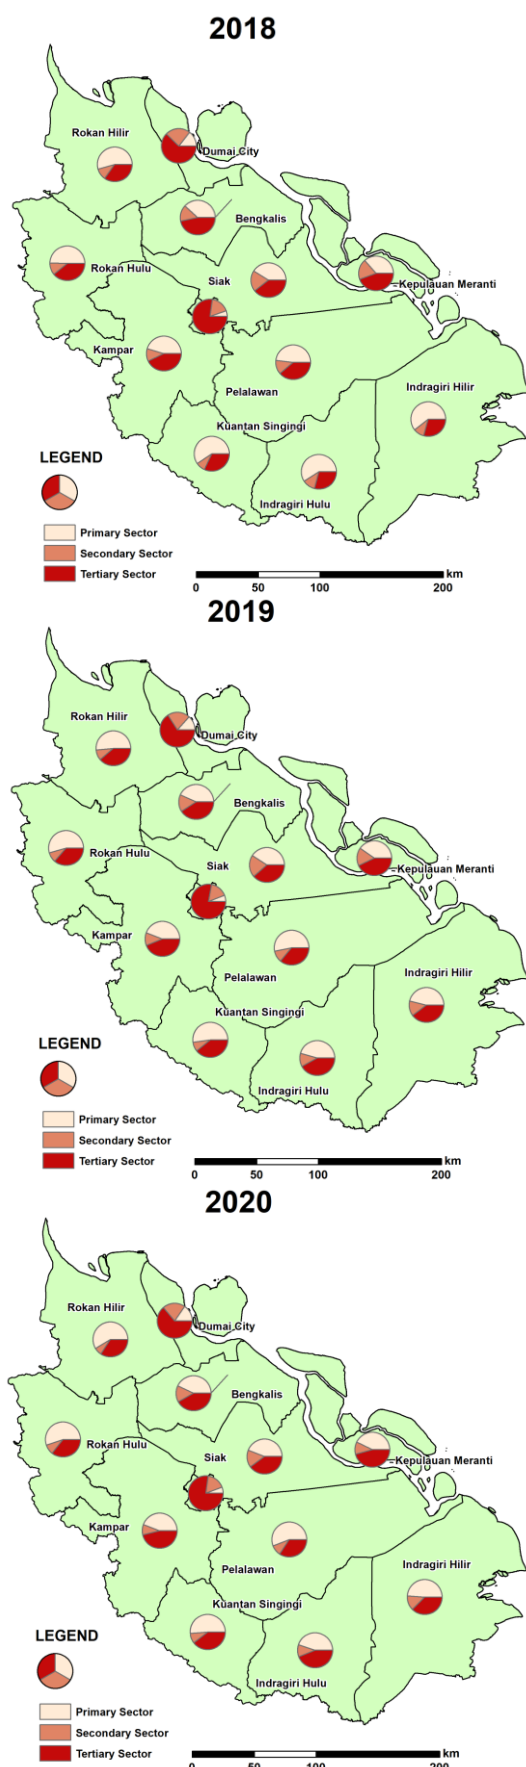 2018
Rokan Hilir
Dumai City
Bengkalis
Rokan Hulu
Siak
Kepulauan Meranti
Kampar
Pelalawan
Indragiri Hilir
Kuantan Singingi
Indragiri Hulu
LEGEND
Primary Sector
Secondary Sector
Tertiary Sector
km
0 50 100 200
2019
Rokan Hilir
Dumai City
Bengkalis
Rokan Hulu
Siak
Kepulauan Meranti
Kampar
Pelalawan
Indragiri Hilir
Kuantan Singingi
Indragiri Hulu
LEGEND
Primary Sector
Secondary Sector
Tertiary Sector
km
0 50 100 200
2020
Rokan Hilir
Dumai City
Bengkalis
Rokan Hulu
Siak
Kepulauan Meranti
Kampar
Pelalawan
Indragiri Hilir
Kuantan Singingi
Indragiri Hulu
LEGEND
Primary Sector
Secondary Sector
Tertiary Sector
km
0 50 100 200